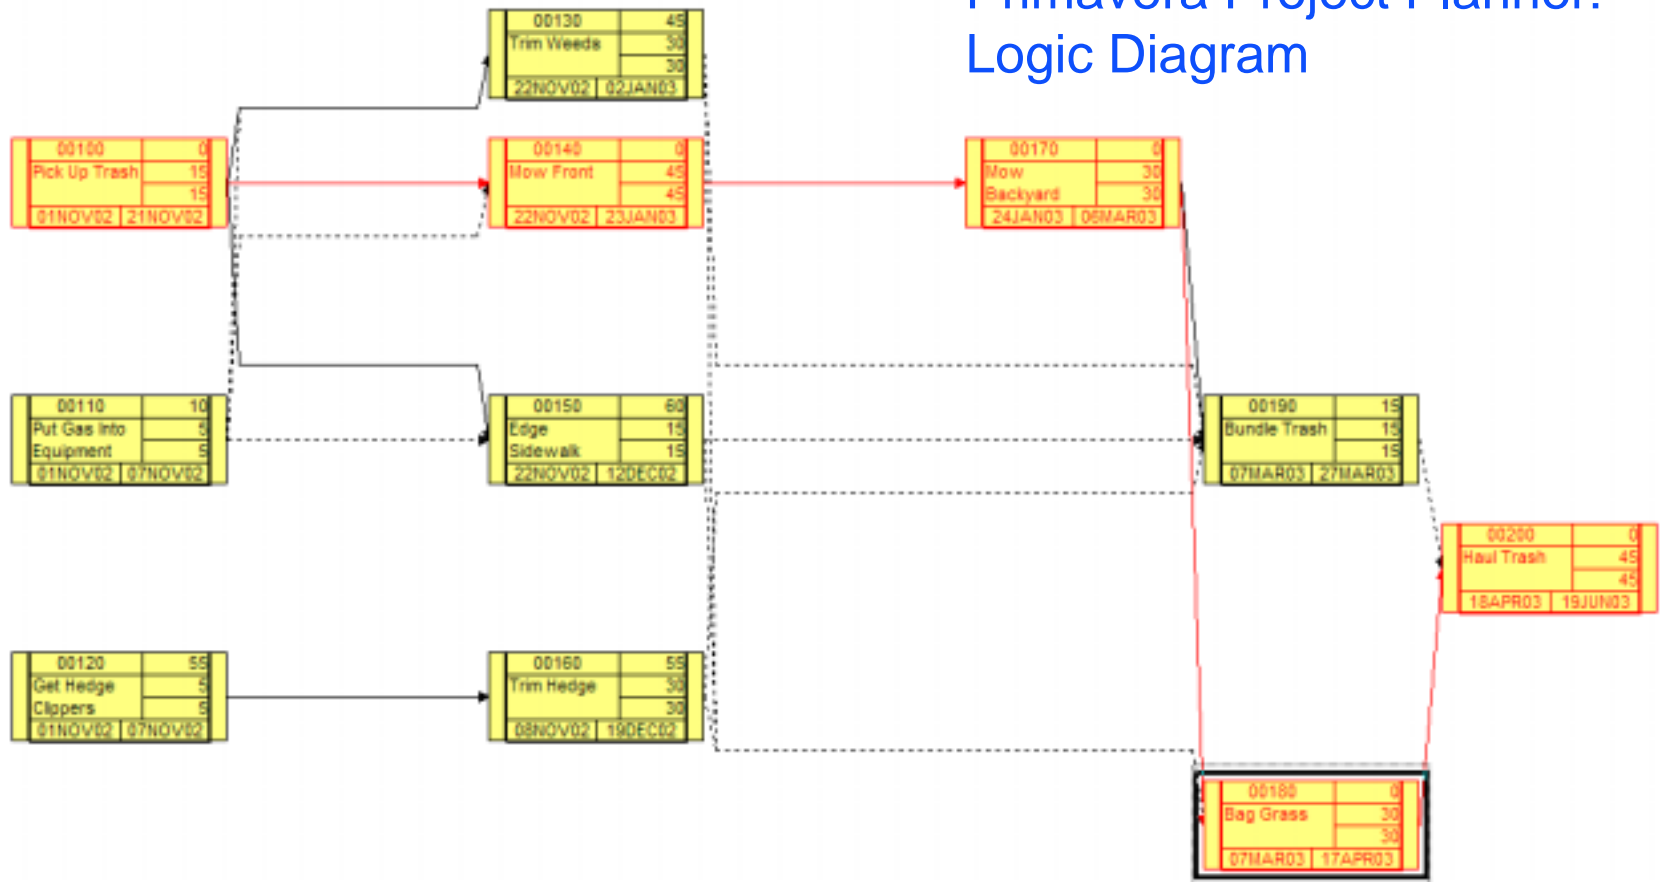 Primavera Project Planner:
Logic Diagram
00130 45
Trim Weeds 30
30
22NOV02 02JAN03
00100 0
Pick Up Trash 15
15
01NOV02 21NOV02
00140 0
Mow Front 45
45
22NOV02 23JAN03
00170 0
Mow 30
Backyard 30
24JAN03 06MAR03
00110 10
Put Gas Into 5
Equipment 5
01NOV02 07NOV02
00150 60
Edge 15
Sidewalk 15
22NOV02 12DEC02
00190 15
Bundle Trash 15
15
07MAR03 27MAR03
00200 0
Haul Trash 45
45
18APR03 19JUN03
00120 55
Get Hedge 5
Clippers 5
01NOV02 07NOV02
00160 55
Trim Hedge 30
30
08NOV02 19DEC02
00180 0
Bag Grass 30
30
07MAR03 17APR03